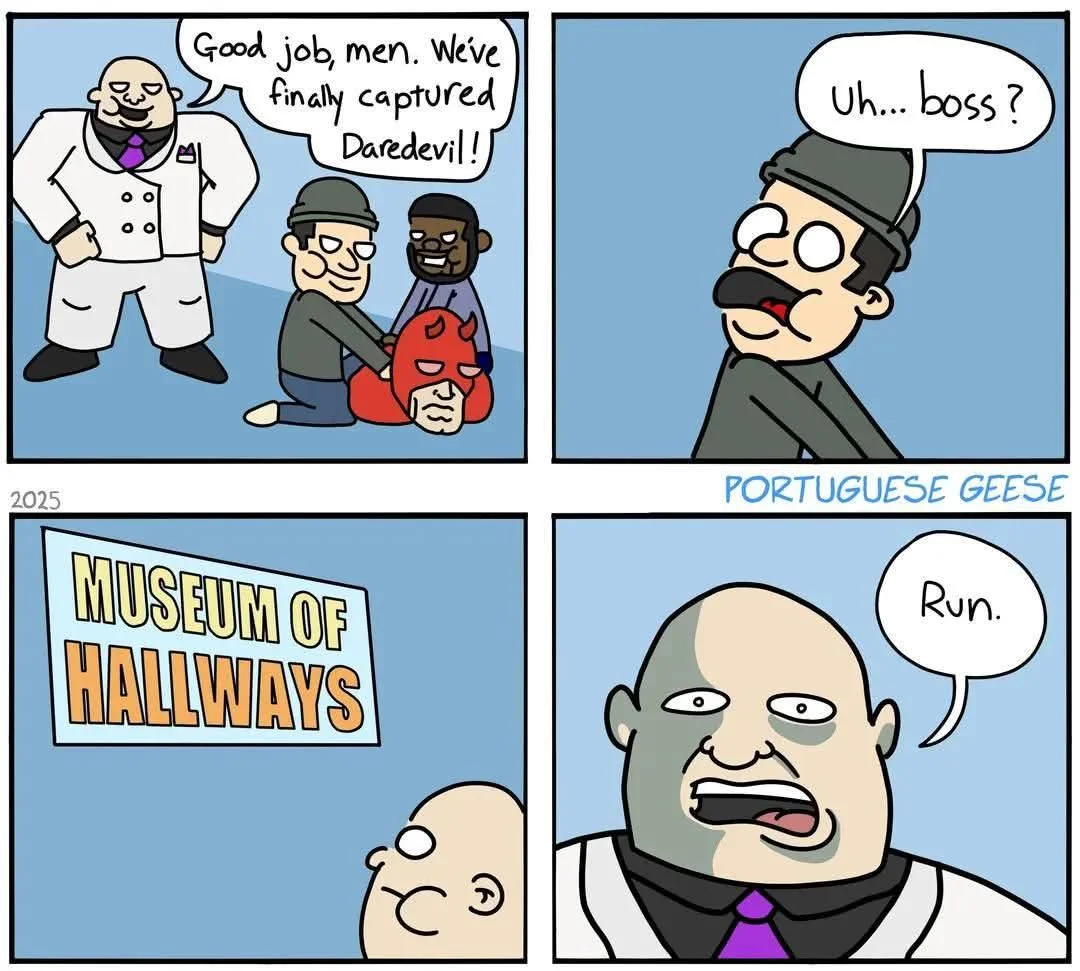 Good job, men. We've
finally captured
Daredevil!
Uh... boss?
2025
PORTUGUESE GEESE
MUSEUM OF
HALLWAYS
Run.